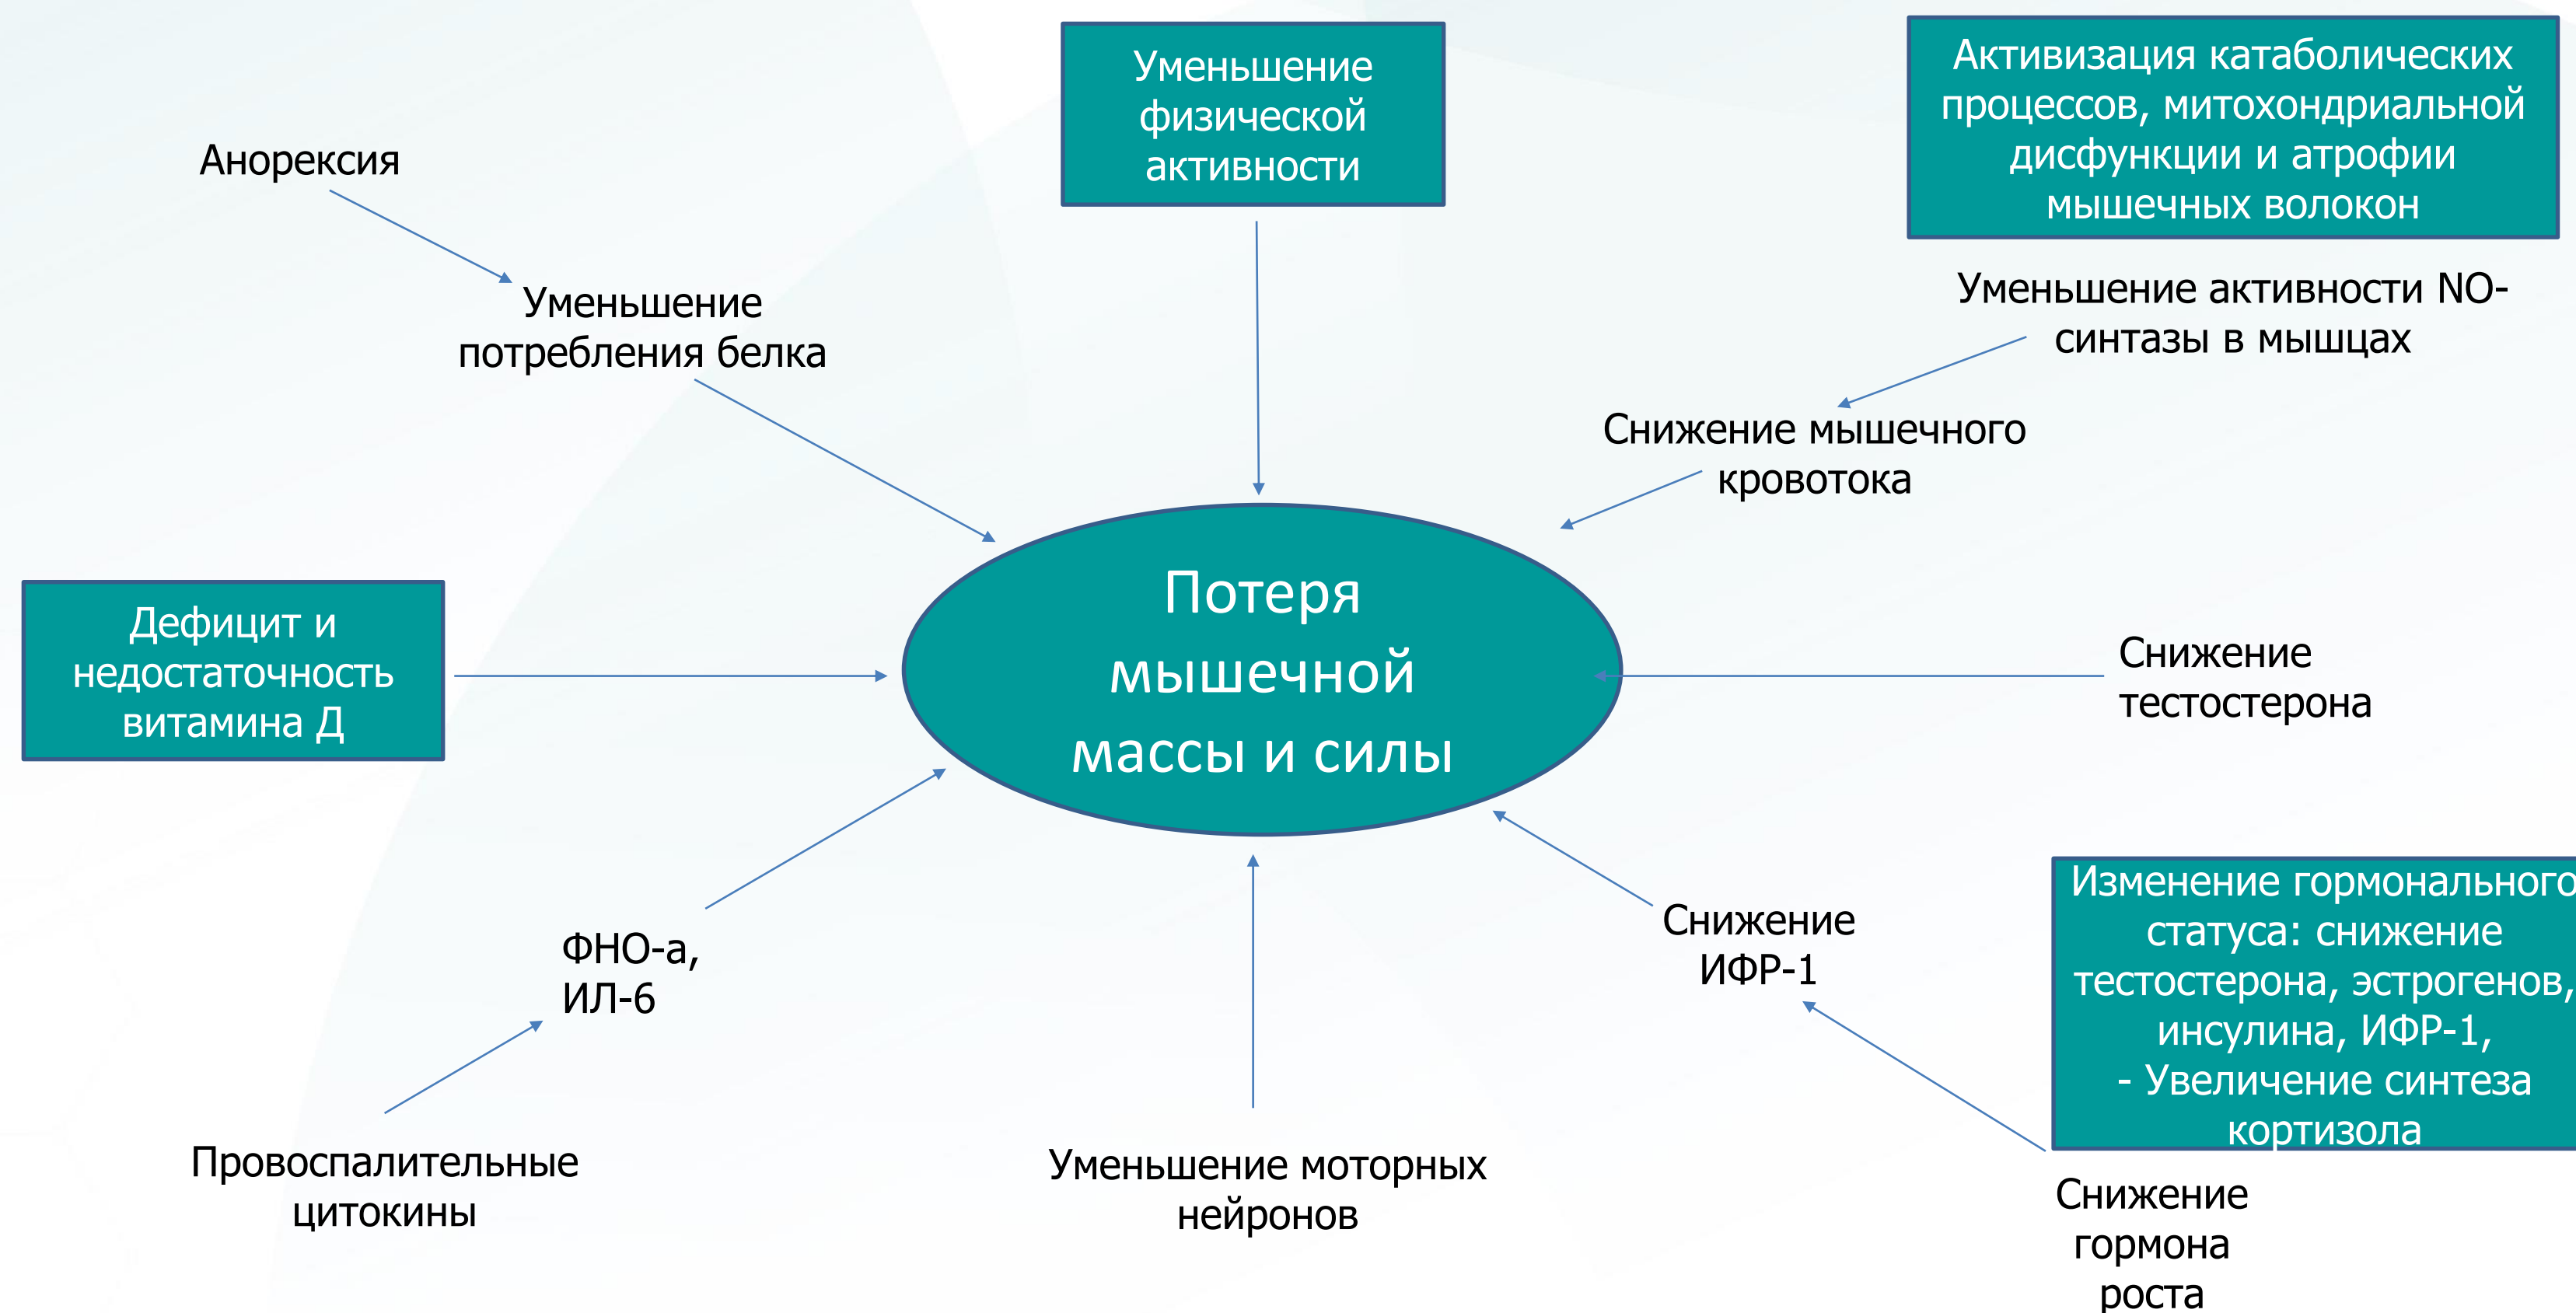 Уменьшение
физической
активности
Активизация катаболических
процессов, митохондриальной
дисфункции и атрофии
мышечных волокон
Анорексия
Уменьшение
потребления белка
Уменьшение активности NO-
синтазы в мышцах
Снижение мышечного
кровотока
Дефицит и
недостаточность
витамина Д
Потеря
мышечной
массы и силы
Снижение
тестостерона
ФНО-а,
ИЛ-6
Снижение
ИФР-1
Изменение гормонального
статуса: снижение
тестостерона, эстрогенов,
инсулина, ИФР-1,
- Увеличение синтеза
кортизола
Провоспалительные
цитокины
Уменьшение моторных
нейронов
Снижение
гормона
роста